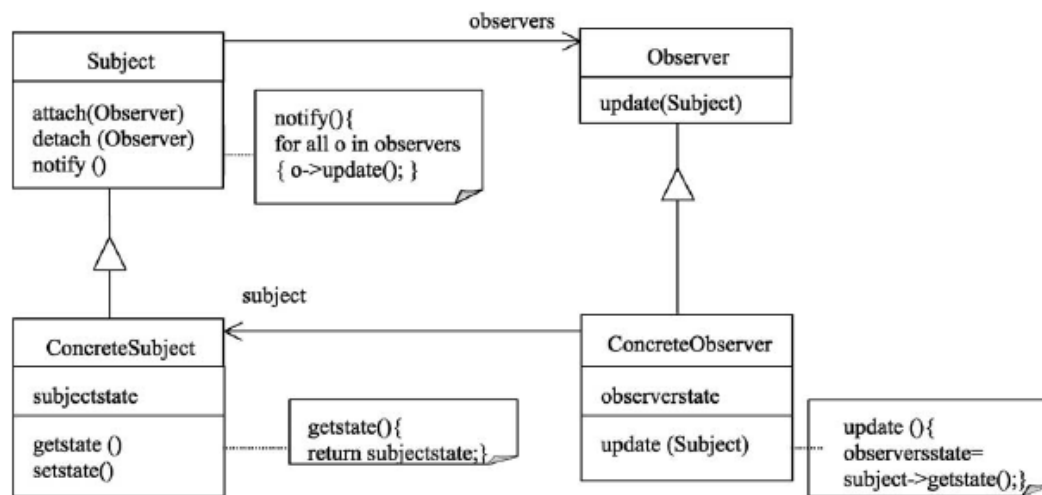 observers
Subject
attach(Observer)
detach (Observer)
notify ()
notify(){
for all o in observers
{ o->update(); }
Observer
update(Subject)
subject
ConcreteSubject
subjectstate
getstate ()
setstate()
getstate(){
return subjectstate;}
ConcreteObserver
observerstate
update (Subject)
update (){
observersstate=
subject->getstate();}